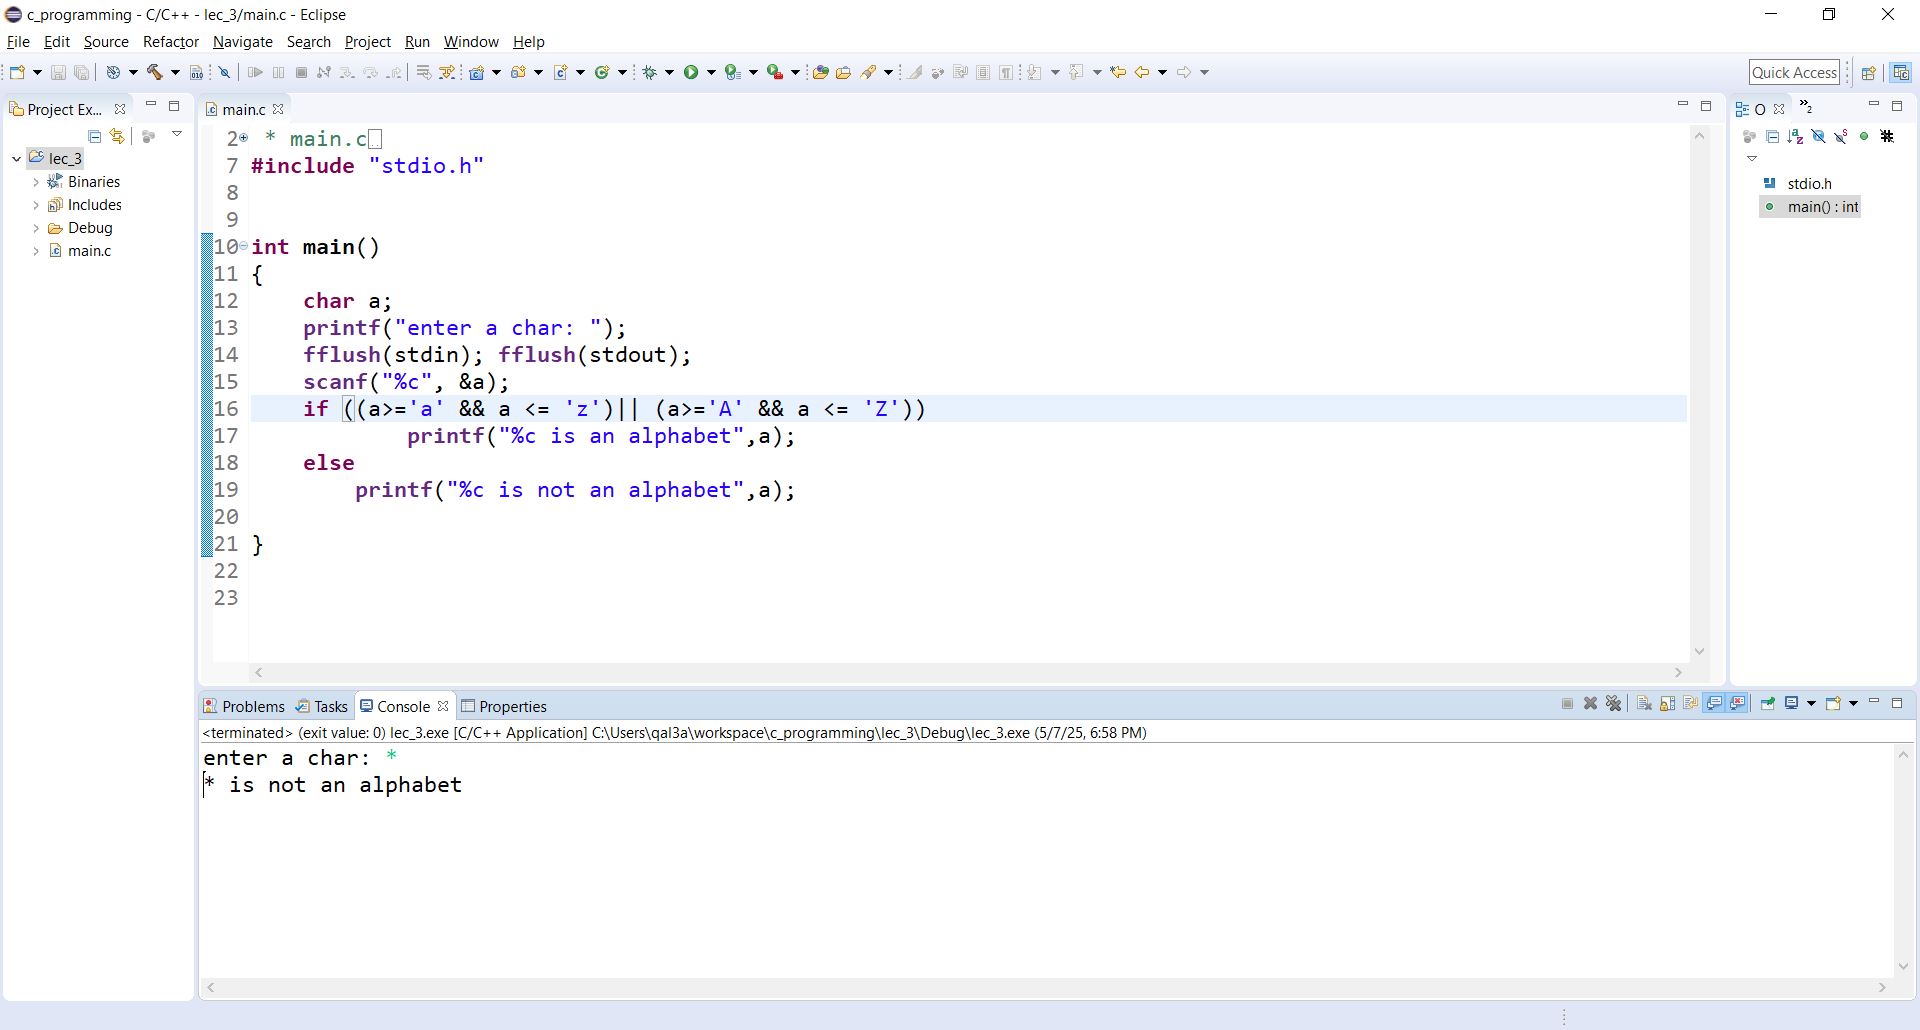 c_programming - C/C++ - lec_3/main.c - Eclipse
File Edit Source Refactor Navigate Search Project Run Window Help
Quick Access
Project Ex...
lec_3
Binaries
Includes
Debug
main.c
main.c
2 * main.c
7 #include "stdio.h"
8
9
10 int main()
11 {
12     char a;
13     printf("enter a char: ");
14     fflush(stdin); fflush(stdout);
15     scanf("%c", &a);
16     if ((a>='a' && a <= 'z')|| (a>='A' && a <= 'Z'))
17             printf("%c is an alphabet",a);
18     else
19         printf("%c is not an alphabet",a);
20
21 }
22
23
O
»2
stdio.h
main() : int
Problems Tasks Console Properties
<terminated> (exit value: 0) lec_3.exe [C/C++ Application] C:\Users\qal3a\workspace\c_programming\lec_3\Debug\lec_3.exe (5/7/25, 6:58 PM)
enter a char: *
* is not an alphabet